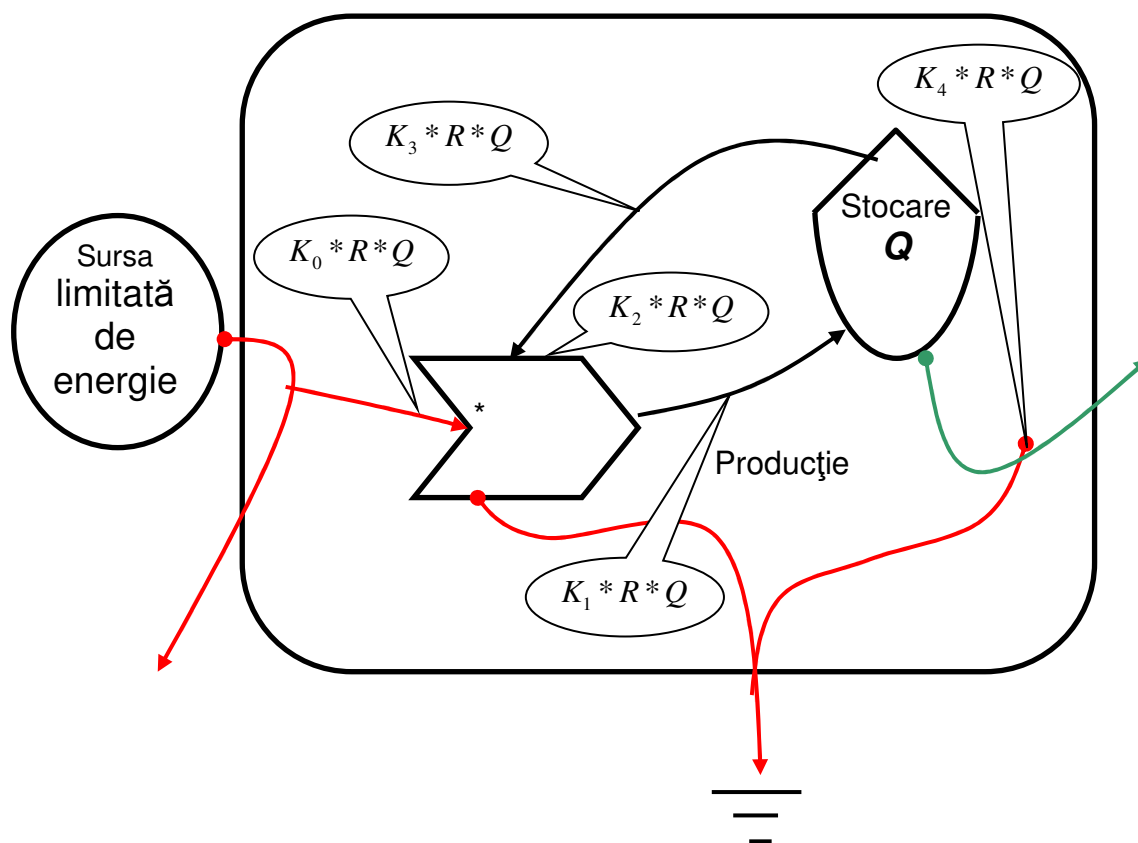 K₄ * R * Q
K₃ * R * Q
Stocare
Q
K₀ * R * Q
Sursa
limitată
de
energie
K₂ * R * Q
*
Producţie
K₁ * R * Q